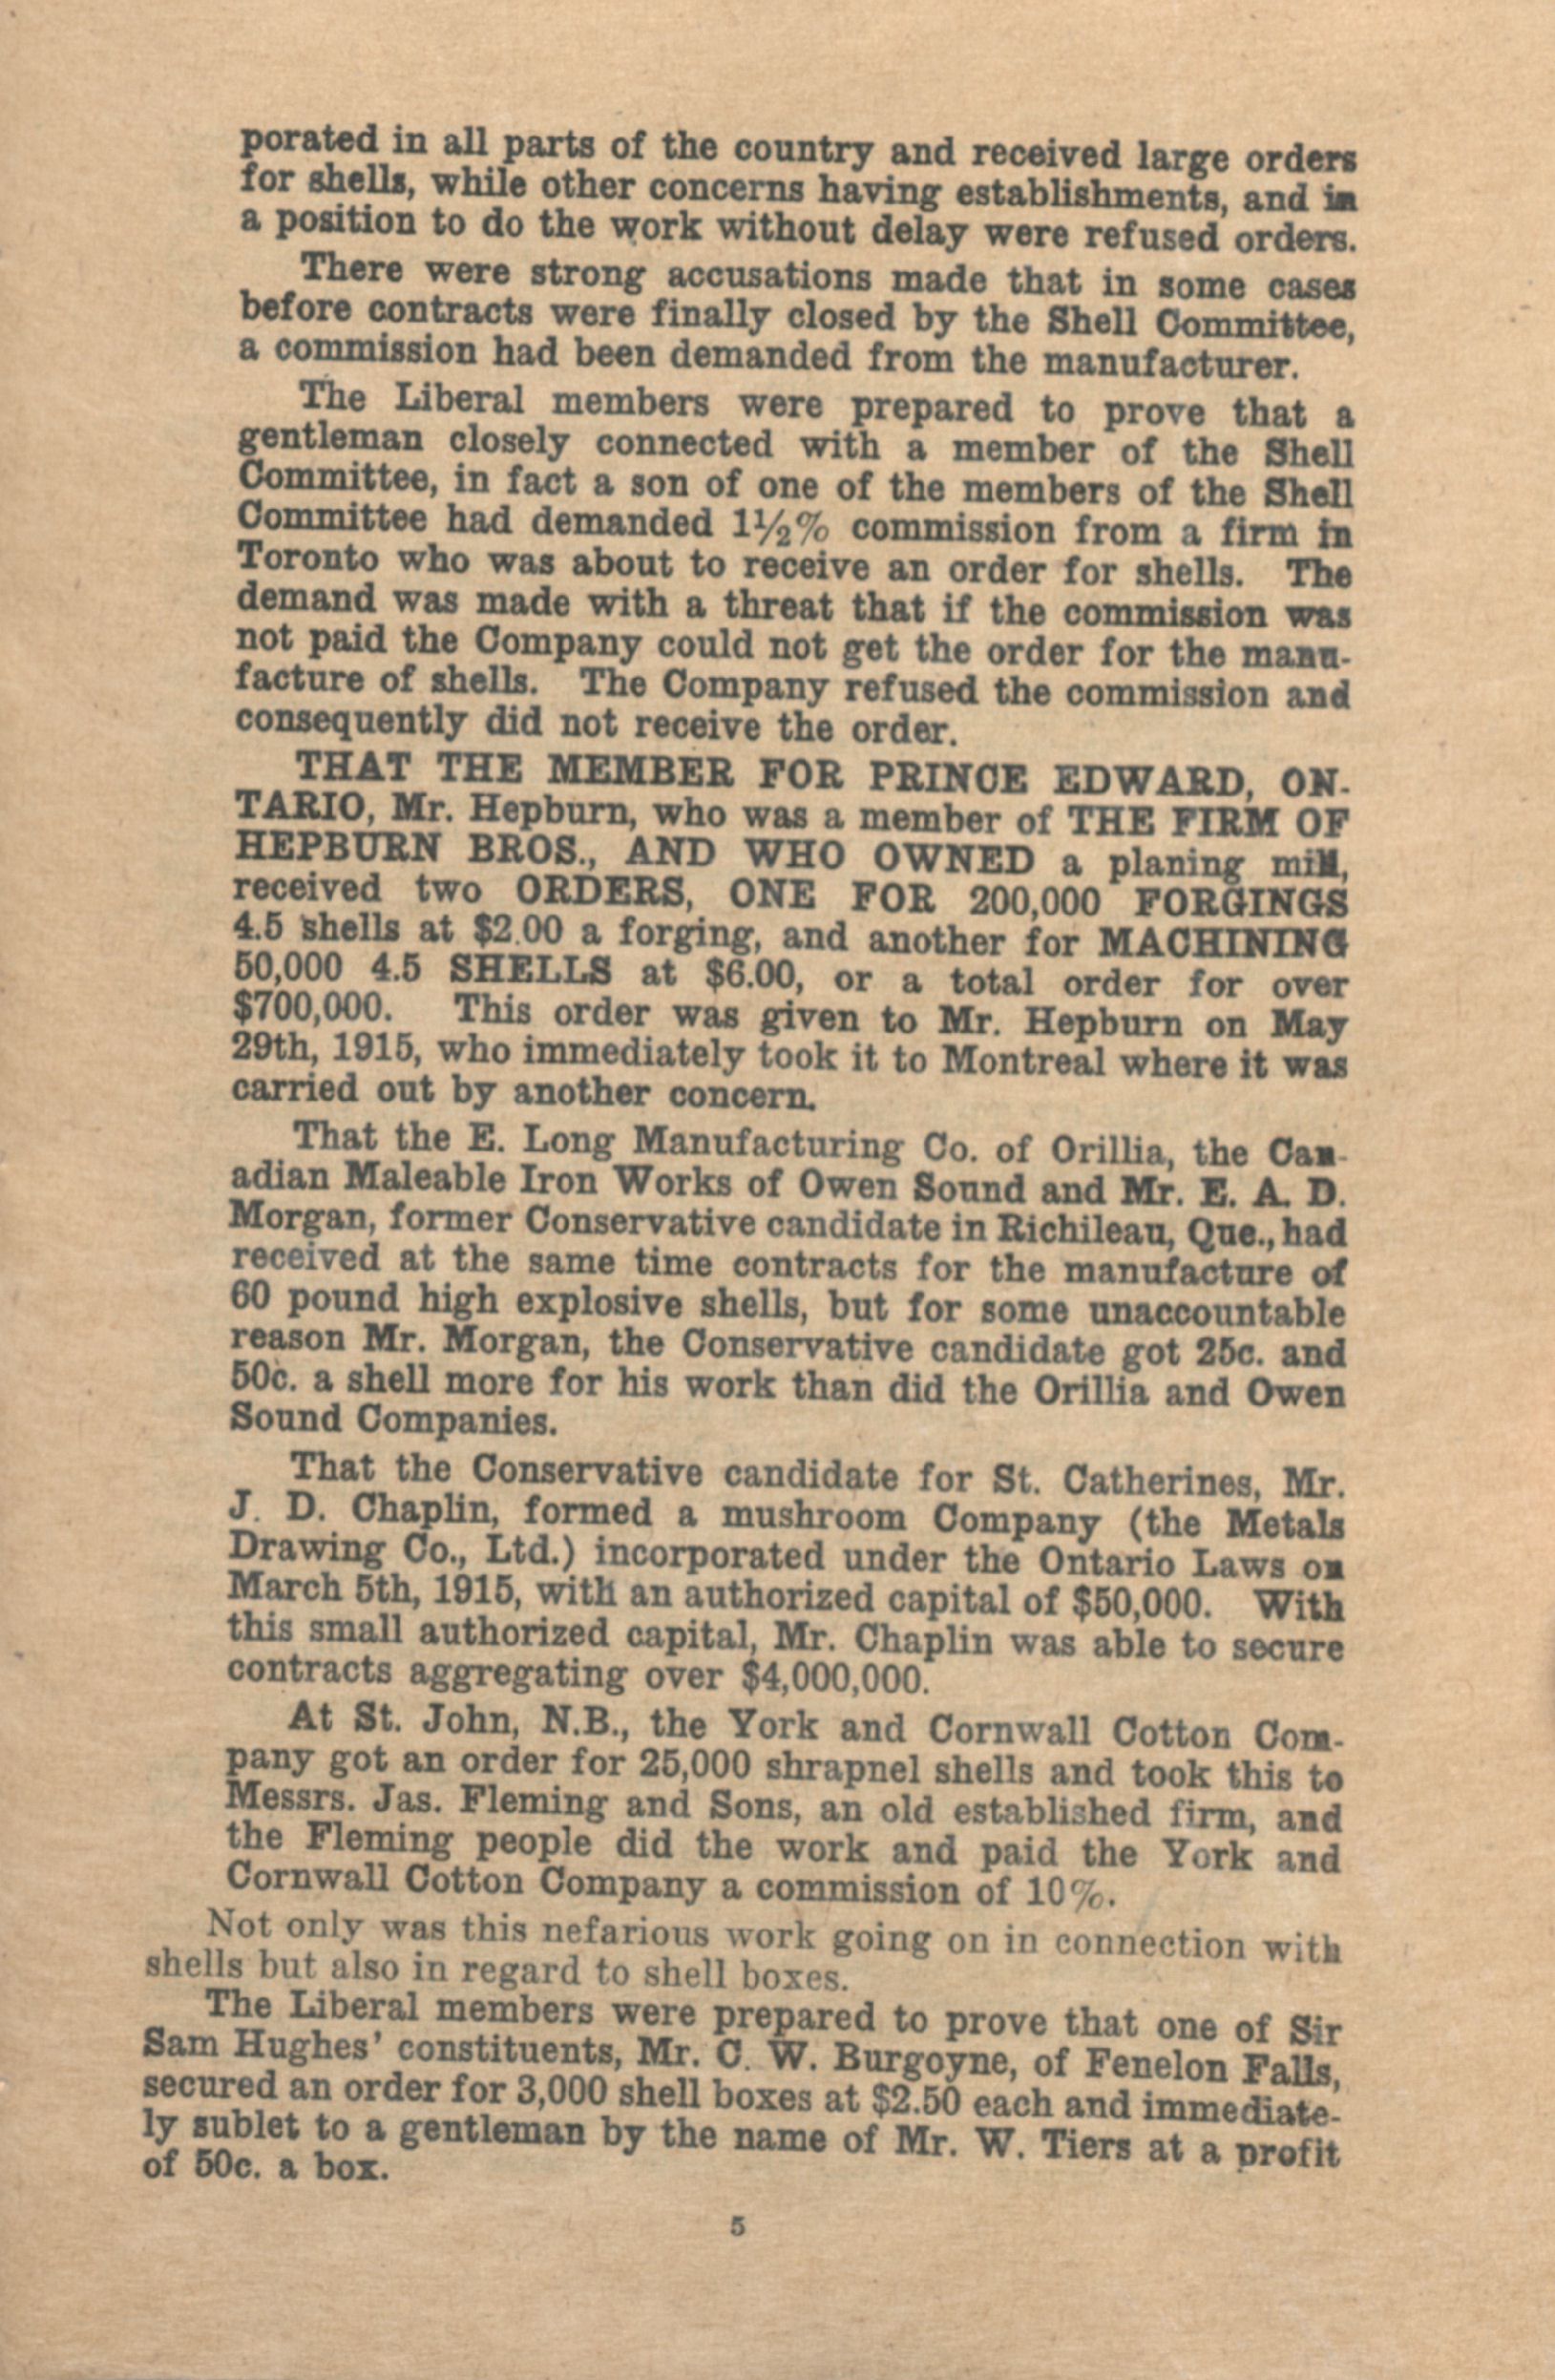 porated in all parts of the country and received large orders
for shells, while other concerns having establishments, and in
a position to do the work without delay were refused orders.
There were strong accusations made that in some cases
before contracts were finally closed by the Shell Committee,
a commission had been demanded from the manufacturer.
The Liberal members were prepared to prove that a
gentleman closely connected with a member of the Shell
Committee, in fact a son of one of the members of the Shell
Committee had demanded 1½% commission from a firm in
Toronto who was about to receive an order for shells. The
demand was made with a threat that if the commission was
not paid the Company could not get the order for the manu-
facture of shells. The Company refused the commission and
consequently did not receive the order.
THAT THE MEMBER FOR PRINCE EDWARD, ON-
TARIO, Mr. Hepburn, who was a member of THE FIRM OF
HEPBURN BROS., AND WHO OWNED a planing mill,
received two ORDERS, ONE FOR 200,000 FORGINGS
4.5 shells at $2.00 a forging, and another for MACHINING
50,000 4.5 SHELLS at $6.00, or a total order for over
$700,000. This order was given to Mr. Hepburn on May
29th, 1915, who immediately took it to Montreal where it was
carried out by another concern.
That the E. Long Manufacturing Co. of Orillia, the Can-
adian Maleable Iron Works of Owen Sound and Mr. E. A. D.
Morgan, former Conservative candidate in Richileau, Que., had
received at the same time contracts for the manufacture of
60 pound high explosive shells, but for some unaccountable
reason Mr. Morgan, the Conservative candidate got 25c. and
50c. a shell more for his work than did the Orillia and Owen
Sound Companies.
That the Conservative candidate for St. Catherines, Mr.
J. D. Chaplin, formed a mushroom Company (the Metals
Drawing Co., Ltd.) incorporated under the Ontario Laws on
March 5th, 1915, with an authorized capital of $50,000. With
this small authorized capital, Mr. Chaplin was able to secure
contracts aggregating over $4,000,000.
At St. John, N.B., the York and Cornwall Cotton Com-
pany got an order for 25,000 shrapnel shells and took this to
Messrs. Jas. Fleming and Sons, an old established firm, and
the Fleming people did the work and paid the York and
Cornwall Cotton Company a commission of 10%.
Not only was this nefarious work going on in connection with
shells but also in regard to shell boxes.
The Liberal members were prepared to prove that one of Sir
Sam Hughes' constituents, Mr. C. W. Burgoyne, of Fenelon Falls,
secured an order for 3,000 shell boxes at $2.50 each and immediate-
ly sublet to a gentleman by the name of Mr. W. Tiers at a profit
of 50c. a box.
5